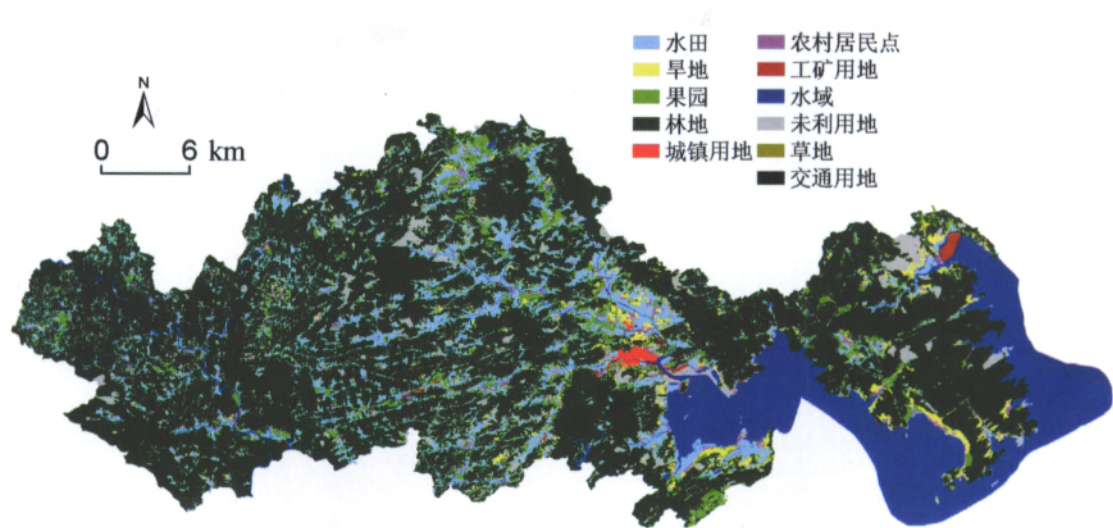 水田 农村居民点
旱地 工矿用地
果园 水域
林地 未利用地
城镇用地 草地
交通用地
N
0 6 km